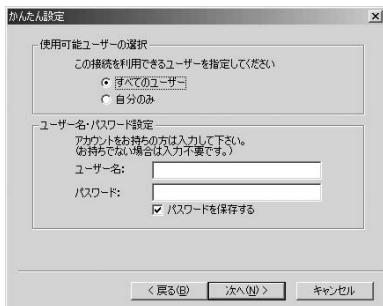 かんたん設定
使用可能ユーザーの選択
この接続を利用できるユーザーを指定してください
すべてのユーザー
自分のみ
ユーザー名・パスワード設定
アカウントをお持ちの方は入力して下さい。
(お持ちでない場合は入力不要です。)
ユーザー名:
パスワード:
パスワードを保存する
< 戻る(B)
次へ(N) >
キャンセル